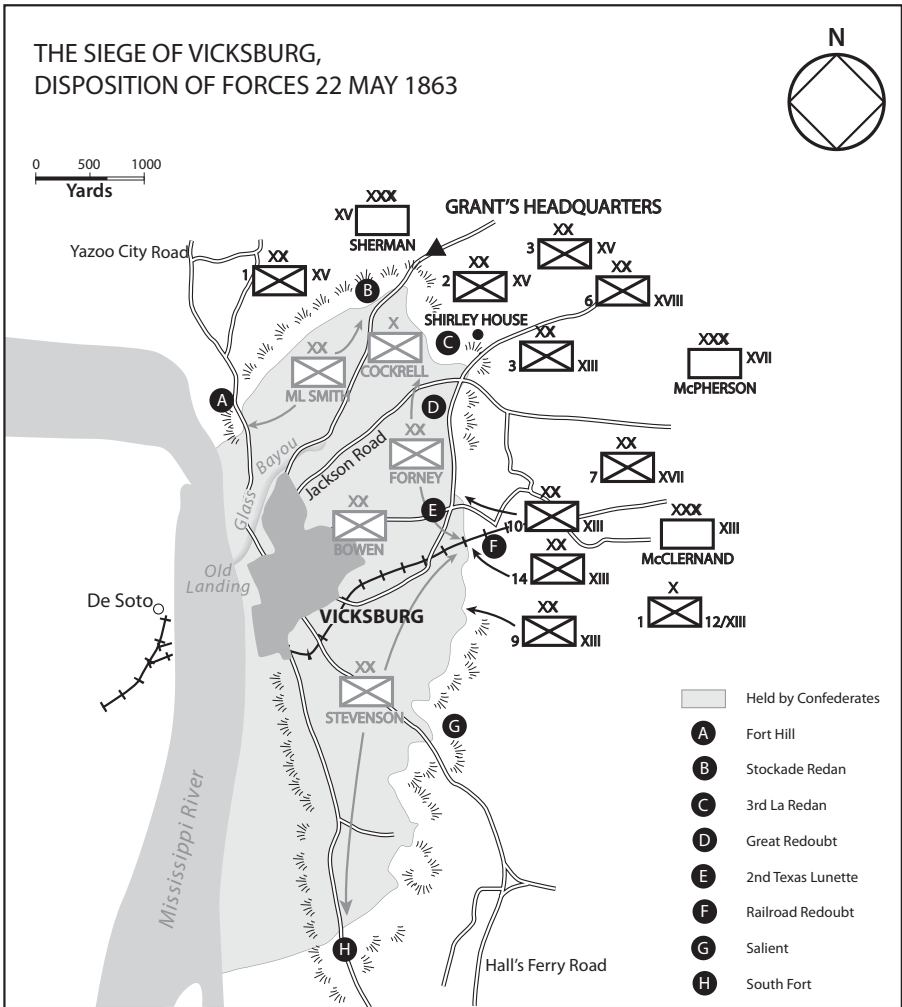 THE SIEGE OF VICKSBURG,
DISPOSITION OF FORCES 22 MAY 1863
N
0 500 1000
Yards
XXX
XV
SHERMAN
GRANT'S HEADQUARTERS
Yazoo City Road
XX
1 XV
B
XX
2 XV
XX
3 XV
XX
6 XVIII
SHIRLEY HOUSE
C
X
COCKRELL
XX
ML SMITH
XX
3 XIII
XXX
XVII
McPHERSON
A
D
Glass Bayou
Jackson Road
XX
FORNEY
XX
7 XVII
XX
BOWEN
E
XX
10 XIII
F
XXX
XIII
McCLERNAND
Old
Landing
XX
14 XIII
De Soto
VICKSBURG
XX
9 XIII
X
1 12/XIII
XX
STEVENSON
G
Mississippi River
H
Hall's Ferry Road
Held by Confederates
A Fort Hill
B Stockade Redan
C 3rd La Redan
D Great Redoubt
E 2nd Texas Lunette
F Railroad Redoubt
G Salient
H South Fort